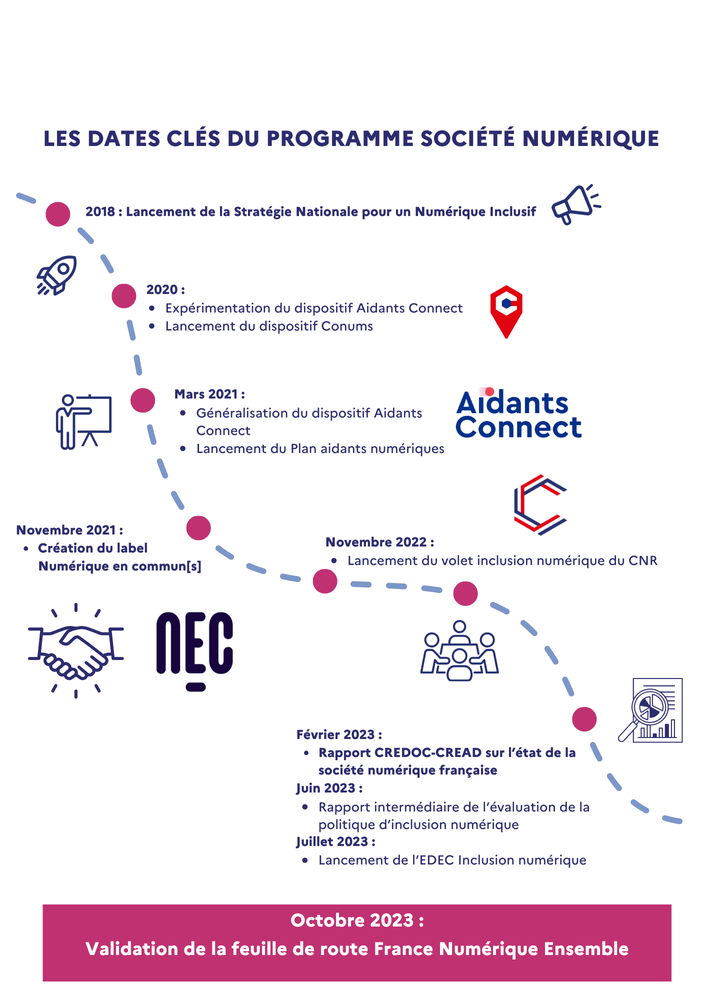 LES DATES CLÉS DU PROGRAMME SOCIÉTÉ NUMÉRIQUE
2018 : Lancement de la Stratégie Nationale pour un Numérique Inclusif
2020 :
• Expérimentation du dispositif Aidants Connect
• Lancement du dispositif Conums
Mars 2021 :
• Généralisation du dispositif Aidants
Connect
• Lancement du Plan aidants numériques
Aidants
Connect
Novembre 2021 :
• Création du label
Numérique en commun[s]
NEC
Novembre 2022 :
• Lancement du volet inclusion numérique du CNR
Février 2023 :
• Rapport CREDOC-CREAD sur l’état de la
société numérique française
Juin 2023 :
• Rapport intermédiaire de l’évaluation de la
politique d’inclusion numérique
Juillet 2023 :
• Lancement de l’EDEC Inclusion numérique
Octobre 2023 :
Validation de la feuille de route France Numérique Ensemble